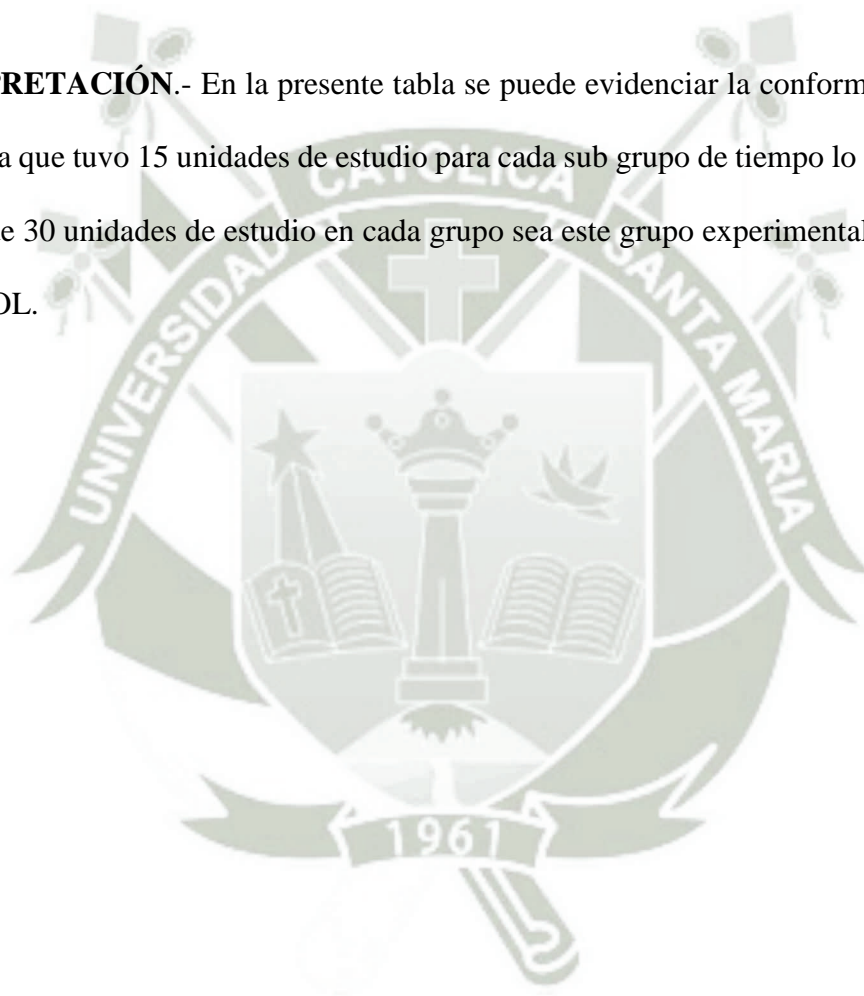 PRETACIÓN.- En la presente tabla se puede evidenciar la conform
a que tuvo 15 unidades de estudio para cada sub grupo de tiempo lo
e 30 unidades de estudio en cada grupo sea este grupo experimental
OL.
UNIVERSIDAD CATOLICA SANTA MARIA
1961